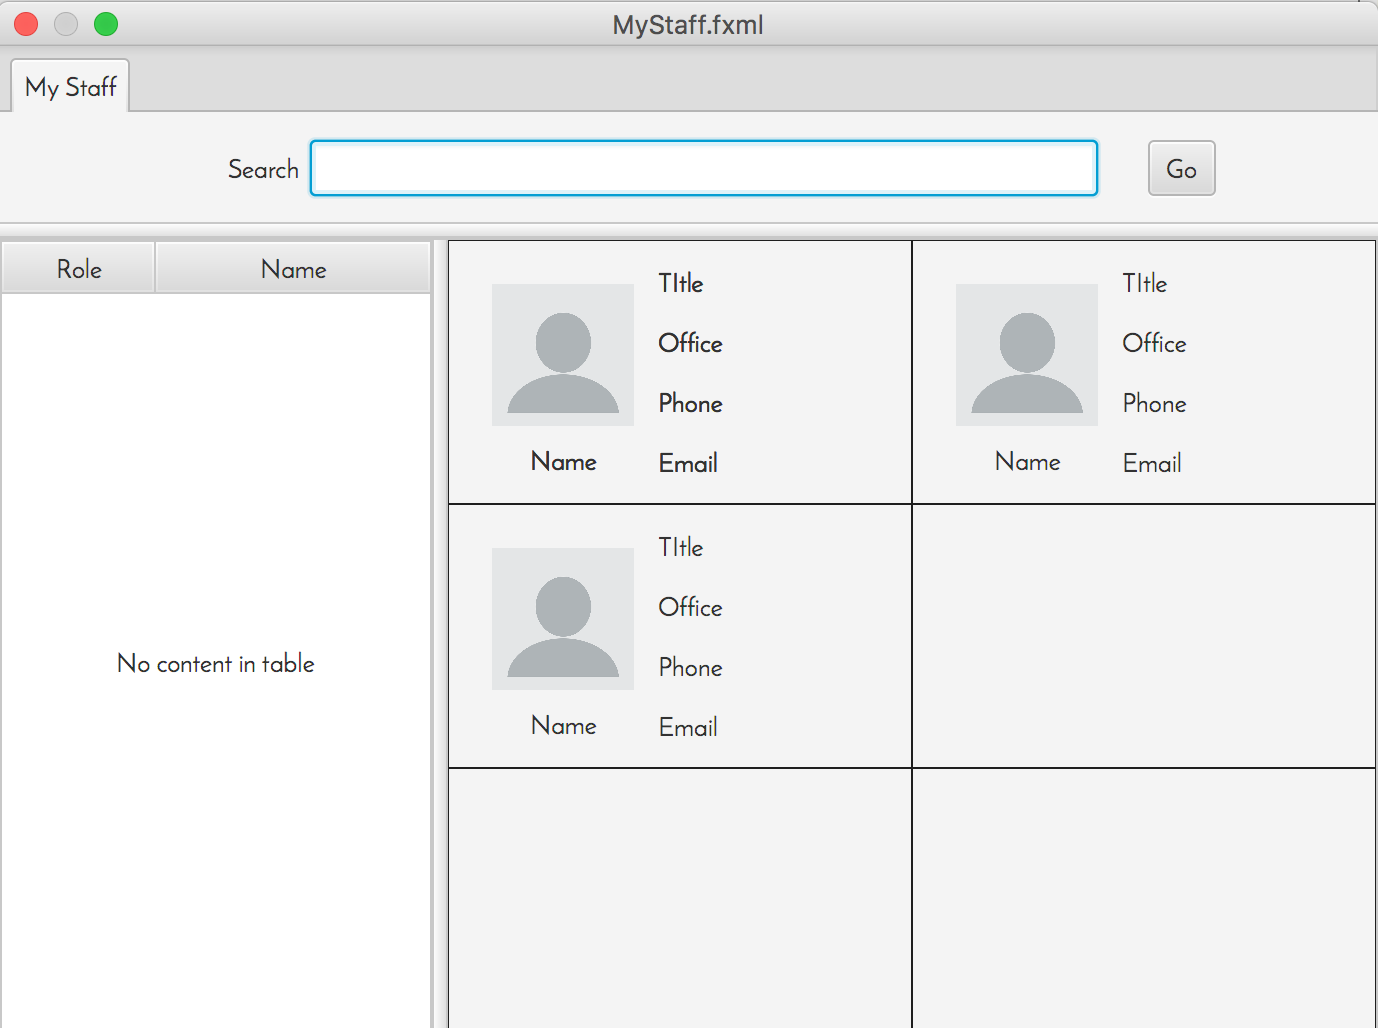 MyStaff.fxml
My Staff
Search
Go
Role Name
No content in table
TItle
Office
Phone
Email
Name
TItle
Office
Phone
Email
Name
TItle
Office
Phone
Email
Name